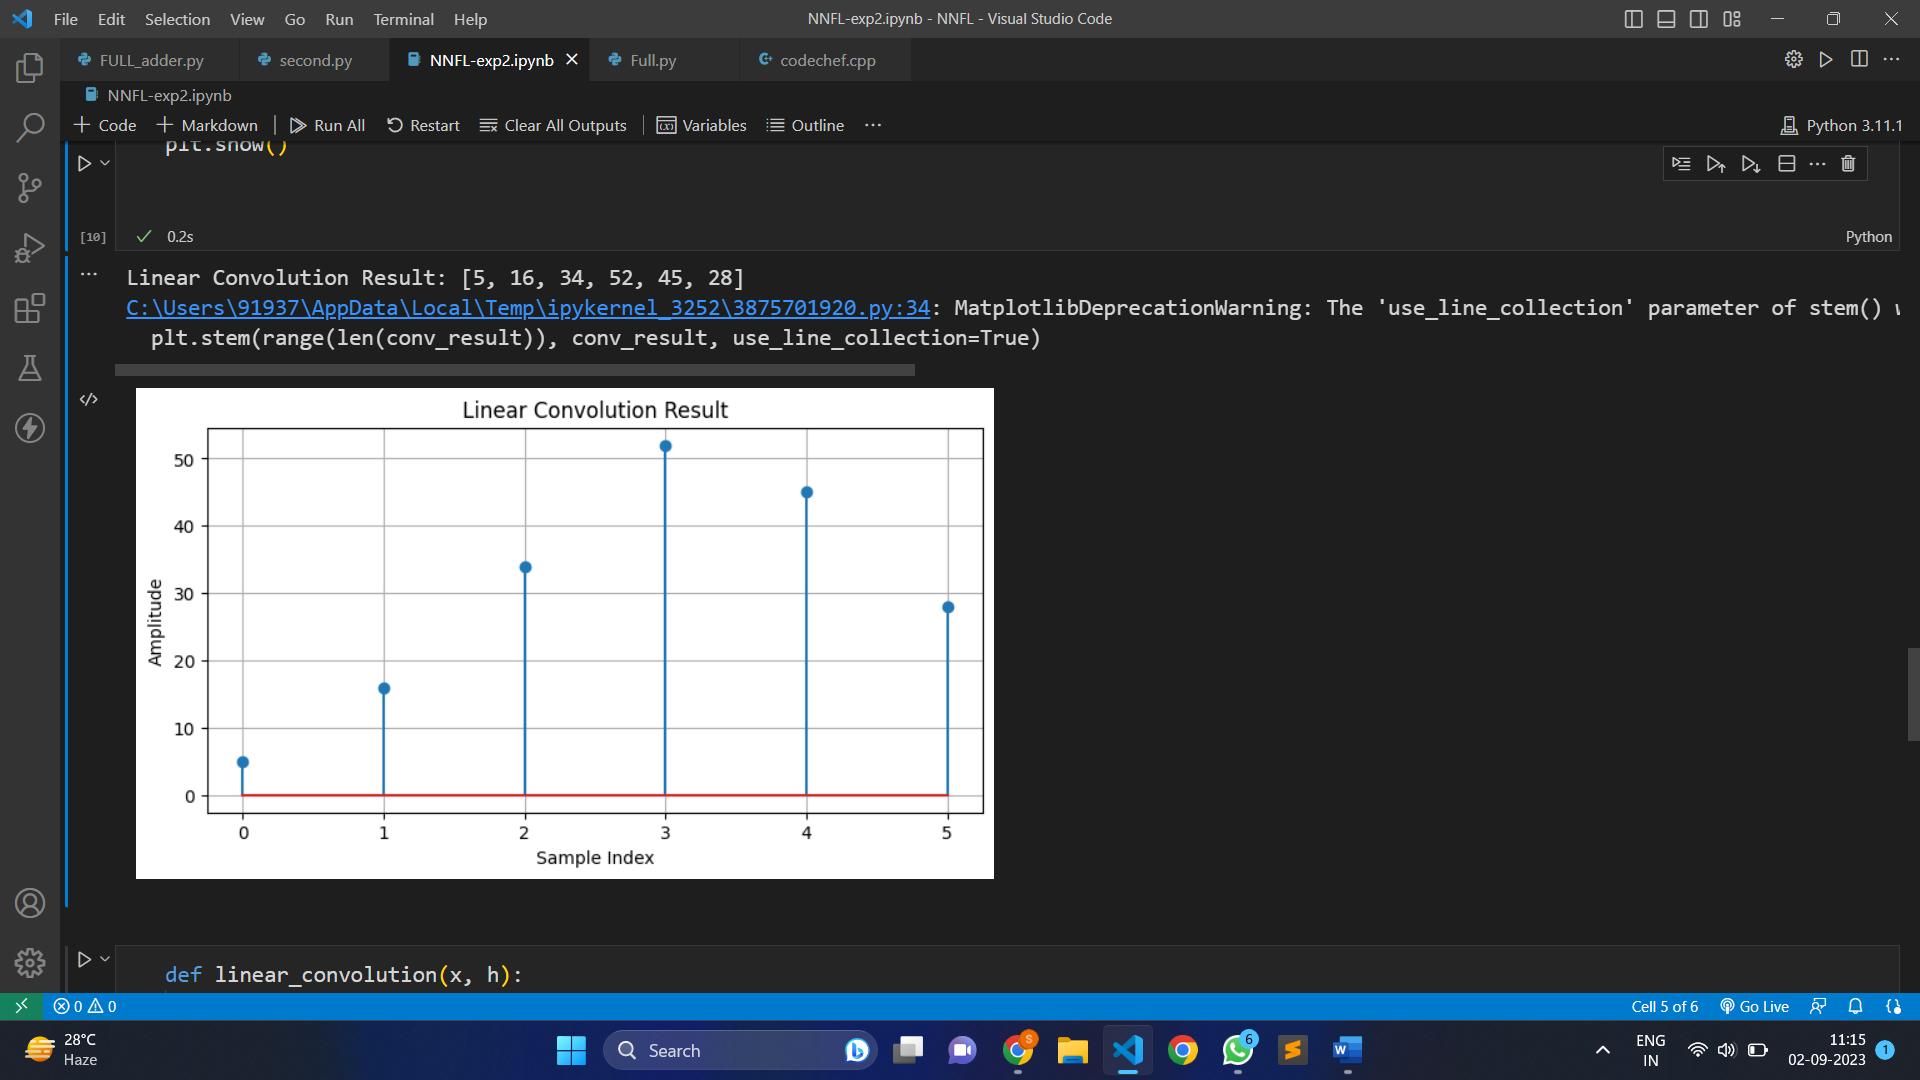 File Edit Selection View Go Run Terminal Help NNFL-exp2.ipynb - NNFL - Visual Studio Code
FULL_adder.py second.py NNFL-exp2.ipynb Full.py codechef.cpp
NNFL-exp2.ipynb
Code Markdown Run All Restart Clear All Outputs Variables Outline Python 3.11.1
plt.show()
[10] 0.2s Python
Linear Convolution Result: [5, 16, 34, 52, 45, 28]
C:\Users\91937\AppData\Local\Temp\ipykernel_3252\3875701920.py:34: MatplotlibDeprecationWarning: The 'use_line_collection' parameter of stem()
plt.stem(range(len(conv_result)), conv_result, use_line_collection=True)
Linear Convolution Result
50
40
30
20
10
0
Amplitude
0 1 2 3 4 5
Sample Index
def linear_convolution(x, h):
0 0 Cell 5 of 6 Go Live
28°C
Haze
Search
S
6
W
ENG
IN
11:15
02-09-2023
1